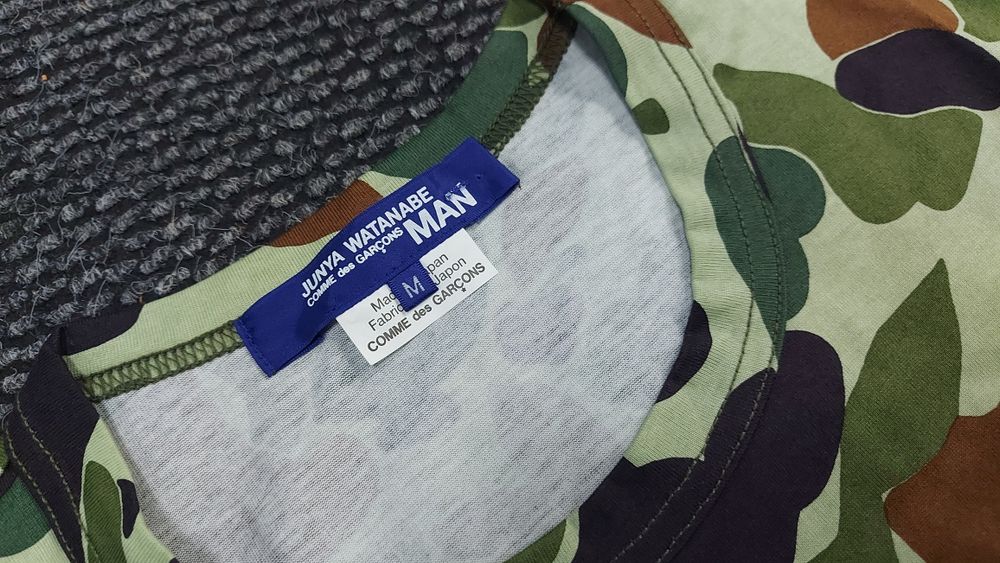 JUNYA WATANABE
COMME des GARÇONS MAN
M
COMME des GARÇONS